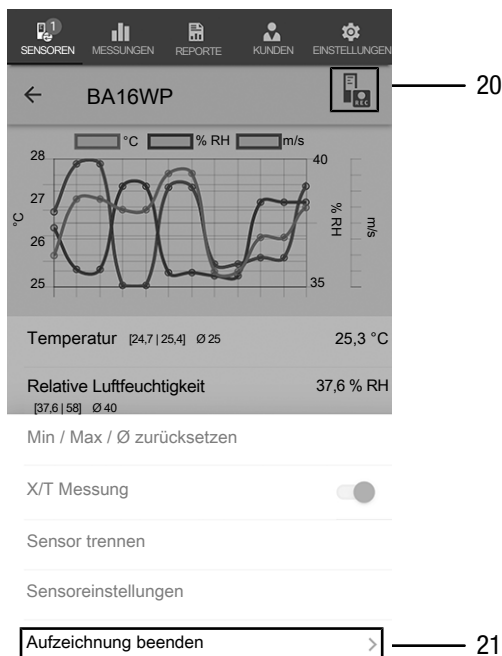 1
SENSOREN MESSUNGEN REPORTE KUNDEN EINSTELLUNGEN
BA16WP
REC
20
°C % RH m/s
28
27
26
25
°C
40
35
% RH
m/s
Temperatur [24,7 | 25,4] Ø 25 25,3 °C
Relative Luftfeuchtigkeit 37,6 % RH
[37,6 | 58] Ø 40
Min / Max / Ø zurücksetzen
X/T Messung
Sensor trennen
Sensoreinstellungen
Aufzeichnung beenden
21